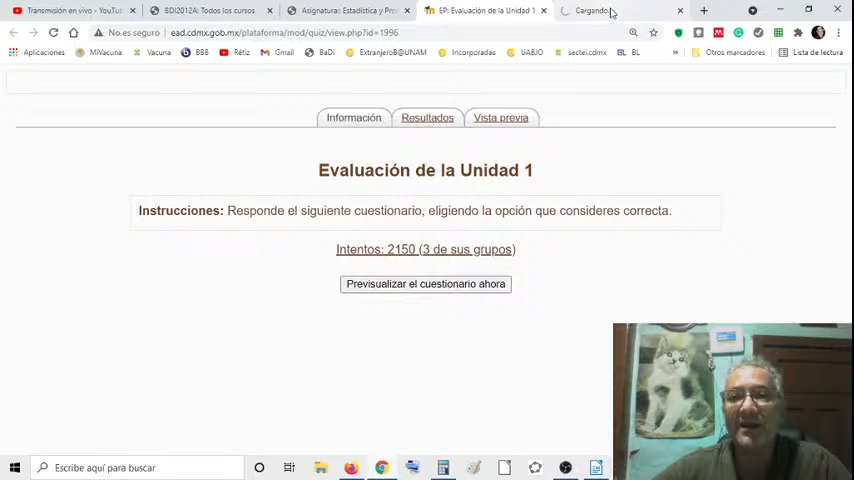 Transmisión en vivo - YouTu
BDI2012A: Todos los cursos
Asignatura: Estadística y Pro
EP: Evaluación de la Unidad 1
Cargando
No es seguro
ead.cdmx.gob.mx/plataforma/mod/quiz/view.php?id=1996
Aplicaciones
MiVacuna
Vacuna
BBB
Rétiz
Gmail
BaDi
ExtranjeroB@UNAM
Incorporadas
UABJO
sectei.cdmx
BL
Otros marcadores
Lista de lectura
Información
Resultados
Vista previa
Evaluación de la Unidad 1
Instrucciones: Responde el siguiente cuestionario, eligiendo la opción que consideres correcta.
Intentos: 2150 (3 de sus grupos)
Previsualizar el cuestionario ahora
Escribe aquí para buscar